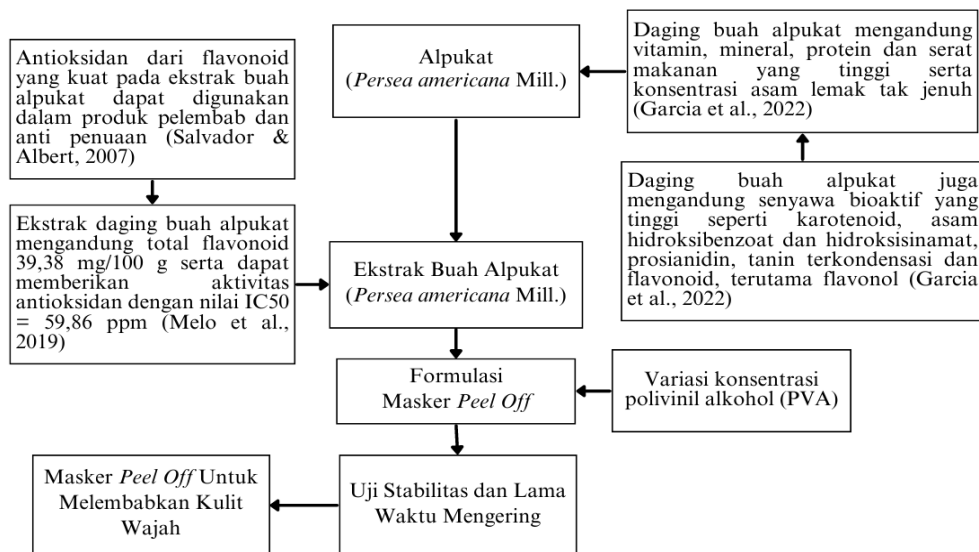 Antioksidan dari flavonoid
yang kuat pada ekstrak buah
alpukat dapat digunakan
dalam produk pelembab dan
anti penuaan (Salvador &
Albert, 2007)
Alpukat
(Persea americana Mill.)
Daging buah alpukat mengandung
vitamin, mineral, protein dan serat
makanan yang tinggi serta
konsentrasi asam lemak tak jenuh
(Garcia et al., 2022)
Daging buah alpukat juga
mengandung senyawa bioaktif yang
tinggi seperti karotenoid, asam
hidroksibenzoat dan hidroksisinamat,
prosianidin, tanin terkondensasi dan
flavonoid, terutama flavonol (Garcia
et al., 2022)
Ekstrak daging buah alpukat
mengandung total flavonoid
39,38 mg/100 g serta dapat
memberikan aktivitas
antioksidan dengan nilai IC50
= 59,86 ppm (Melo et al.,
2019)
Ekstrak Buah Alpukat
(Persea americana Mill.)
Formulasi
Masker Peel Off
Variasi konsentrasi
polivinil alkohol (PVA)
Masker Peel Off Untuk
Melembabkan Kulit
Wajah
Uji Stabilitas dan Lama
Waktu Mengering